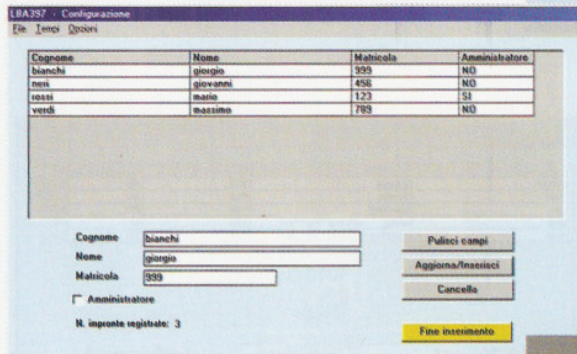 LBA397 - Configurazione
File Tempi Opzioni
Cognome Nome Matricola Amministratore
bianchi giorgio 999 NO
neri giovanni 456 NO
rossi mario 123 SI
verdi massimo 789 NO
Cognome bianchi
Nome giorgio
Matricola 999
Amministratore
N. impronte registrate: 3
Pulisci campi
Aggiorna/Inserisci
Cancella
Fine inserimento